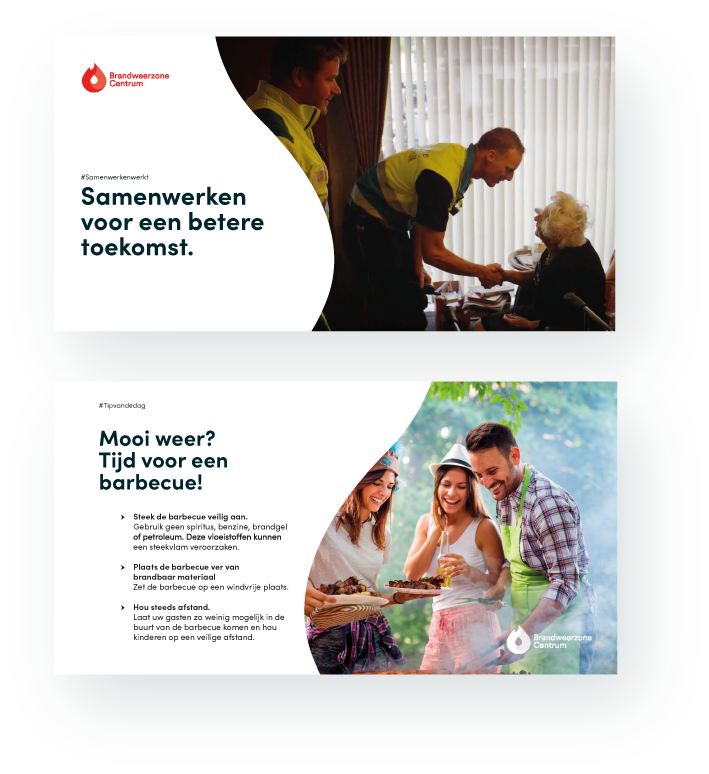 Brandweerzone
Centrum
#Samenwerkenwerkt
Samenwerken
voor een betere
toekomst.
#Tipvandedag
Mooi weer?
Tijd voor een
barbecue!
Steek de barbecue veilig aan.
Gebruik geen spiritus, benzine, brandgel
of petroleum. Deze vloeistoffen kunnen
een steekvlam veroorzaken.
Plaats de barbecue ver van
brandbaar materiaal
Zet de barbecue op een windvrije plaats.
Hou steeds afstand.
Laat uw gasten zo weinig mogelijk in de
buurt van de barbecue komen en hou
kinderen op een veilige afstand.
Brandweerzone
Centrum